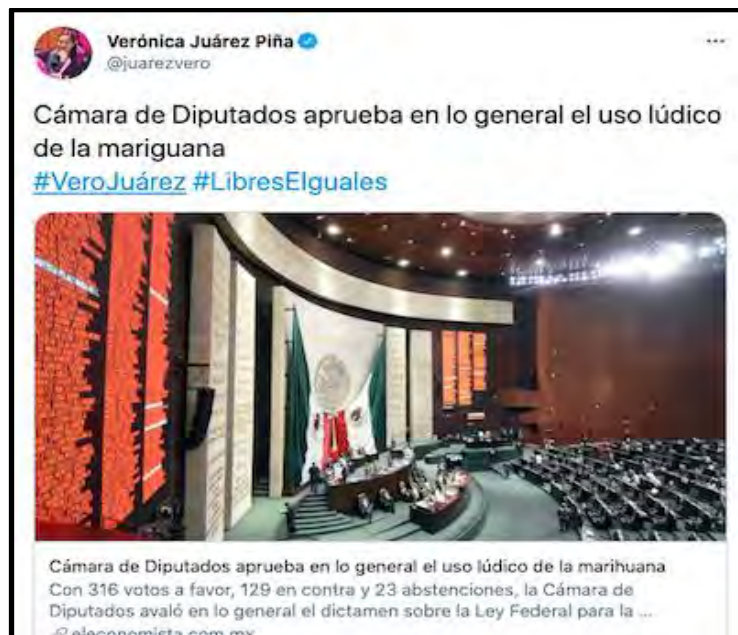 Verónica Juárez Piña
@juarezvero
Cámara de Diputados aprueba en lo general el uso lúdico
de la mariguana
#VeroJuárez #LibresEIguales
Cámara de Diputados aprueba en lo general el uso lúdico de la marihuana
Con 316 votos a favor, 129 en contra y 23 abstenciones, la Cámara de
Diputados avaló en lo general el dictamen sobre la Ley Federal para la ...
eleconomista.com.mx